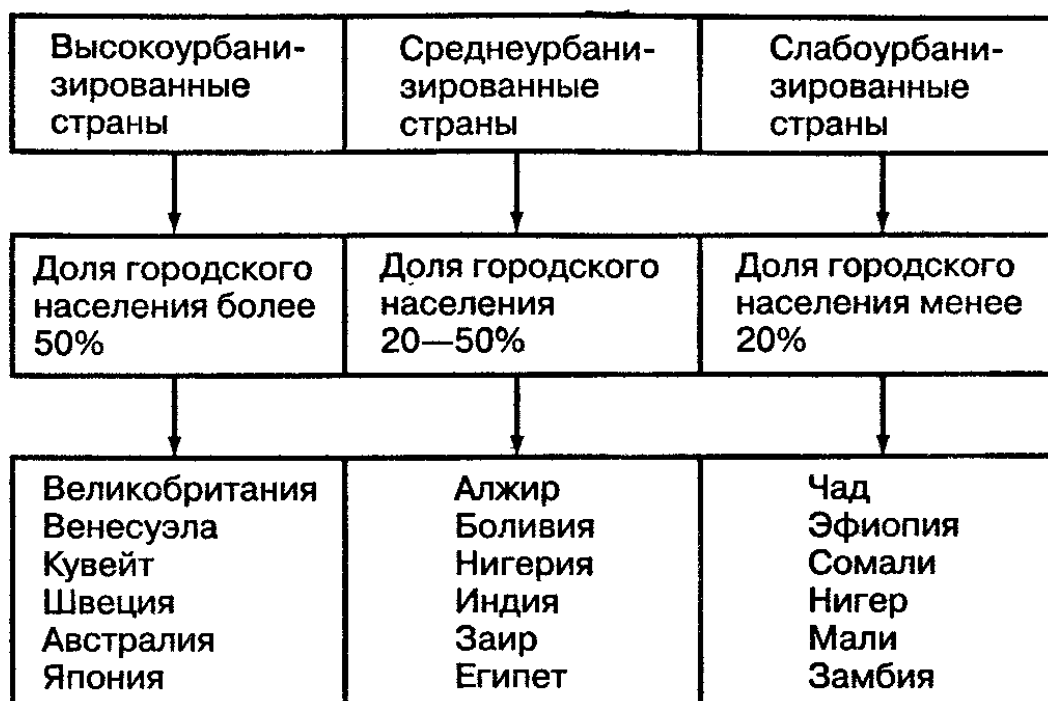 Высокоурбани-
зированные
страны
Среднеурбани-
зированные
страны
Слабоурбани-
зированные
страны
Доля городского
населения более
50%
Доля городского
населения
20—50%
Доля городского
населения менее
20%
Великобритания
Венесуэла
Кувейт
Швеция
Австралия
Япония
Алжир
Боливия
Нигерия
Индия
Заир
Египет
Чад
Эфиопия
Сомали
Нигер
Мали
Замбия